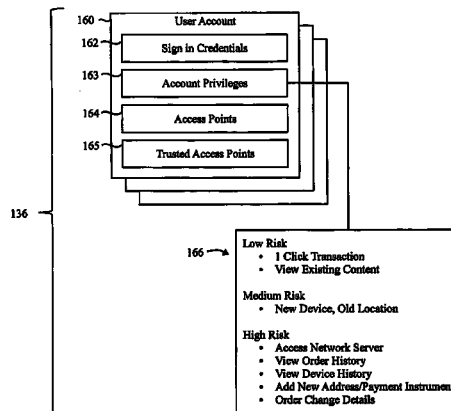 160
User Account
162
Sign in Credentials
163
Account Privileges
164
Access Points
165
Trusted Access Points
136
166
Low Risk
• 1 Click Transaction
• View Existing Content
Medium Risk
• New Device, Old Location
High Risk
• Access Network Server
• View Order History
• View Device History
• Add New Address/Payment Instrument
• Order Change Details